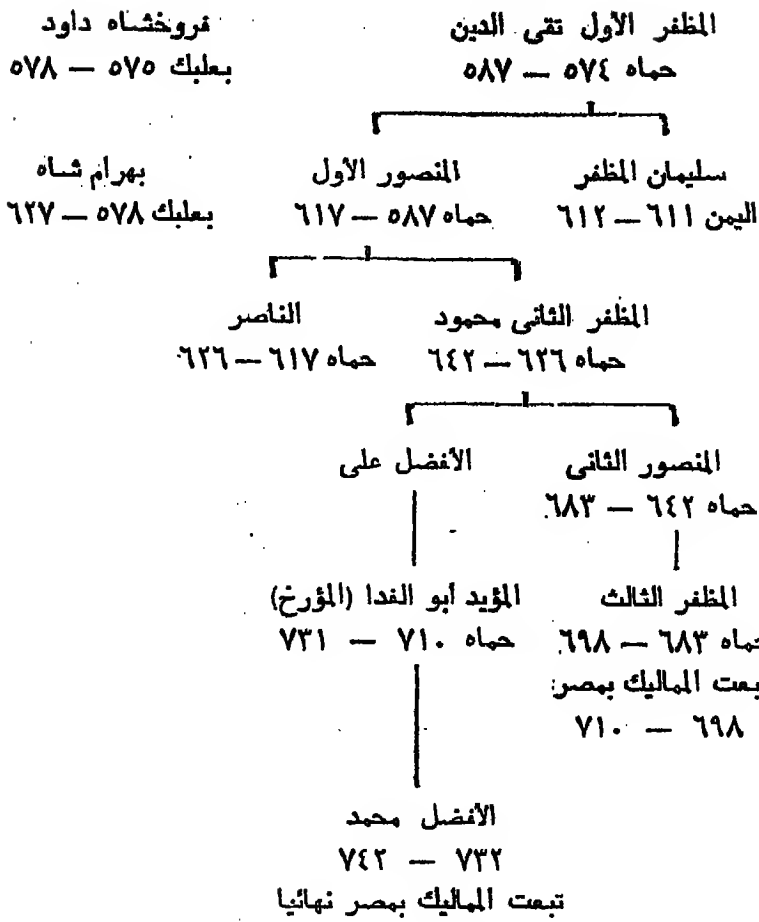 المظفر الأول تقى الدين فروخشاه داود
حماه ٥٧٤ — ٥٨٧ بعلبك ٥٧٥ — ٥٧٨
سليمان المظفر المنصور الأول بهرام شاه
اليمن ٦١١ — ٦١٢ حماه ٥٨٧ — ٦١٧ بعلبك ٥٧٨ — ٦٢٧
المظفر الثانى محمود الناصر
حماه ٦٢٦ — ٦٤٢ حماه ٦١٧ — ٦٢٦
المنصور الثانى الأفضل على
حماه ٦٤٢ — ٦٨٣
المظفر الثالث المؤيد أبو الفدا (المؤرخ)
حماه ٦٨٣ — ٦٩٨ حماه ٧١٠ — ٧٣١
بعت المماليك بمصر
٦٩٨ — ٧١٠
الأفضل محمد
٧٣٢ — ٧٤٢
تبعت المماليك بمصر نهائيا